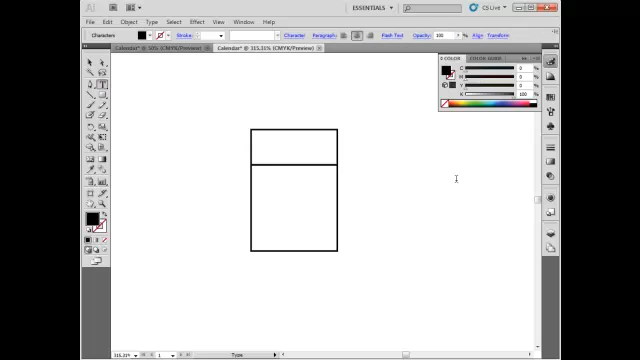 Ai
ESSENTIALS
CS Live
File Edit Object Type Select Effect View Window Help
Characters Stroke: Character Paragraph Flash Text Opacity: 100 % Align Transform
Calendar* @ 50% (CMYK/Preview) Calendar* @ 315,31% (CMYK/Preview)
COLOR COLOR GUIDE
C 0 %
M 0 %
Y 0 %
K 100 %
315,31% 1 Type